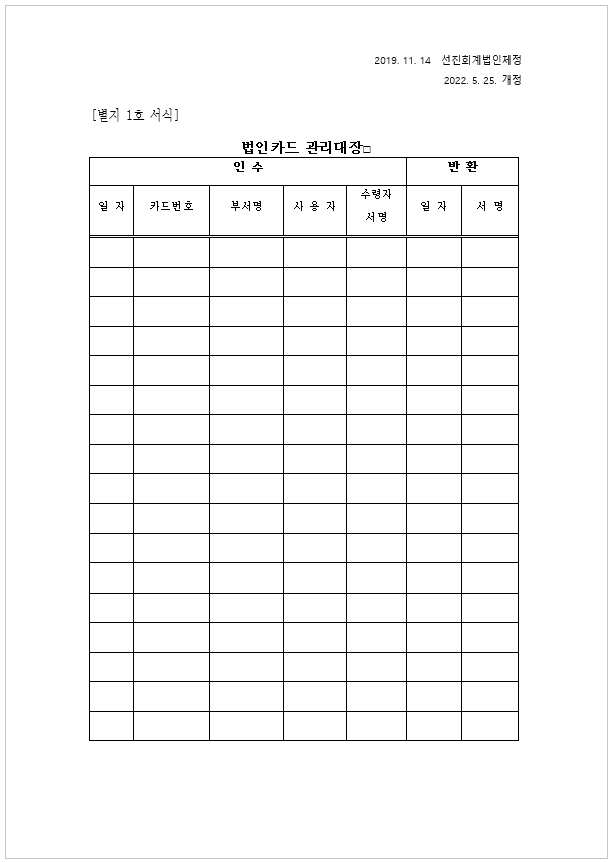 2019. 11. 14 선진회계법인제정
2022. 5. 25. 개정
[별지 1호 서식]
법인카드 관리대장□
인 수 반 환
일 자 카드번호 부서명 사 용 자 수령자 서명 일 자 서 명